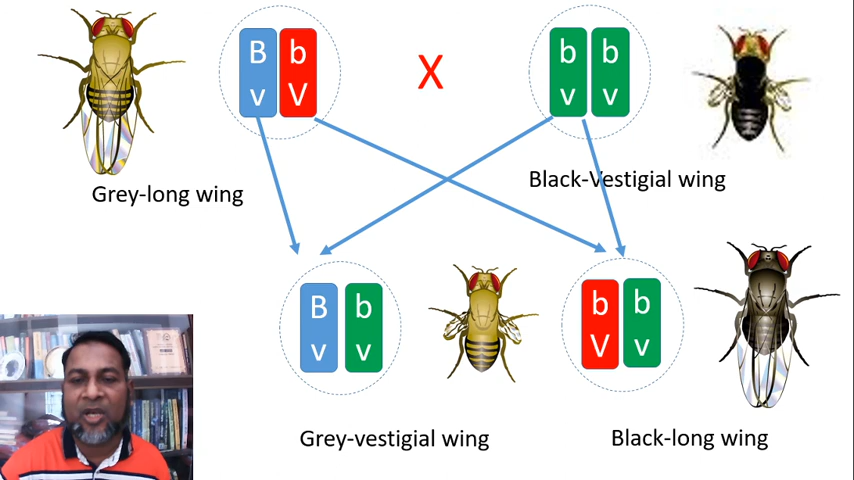 B b
v V
X
b b
v v
Grey-long wing
Black-Vestigial wing
B b
v v
b b
V v
Grey-vestigial wing
Black-long wing